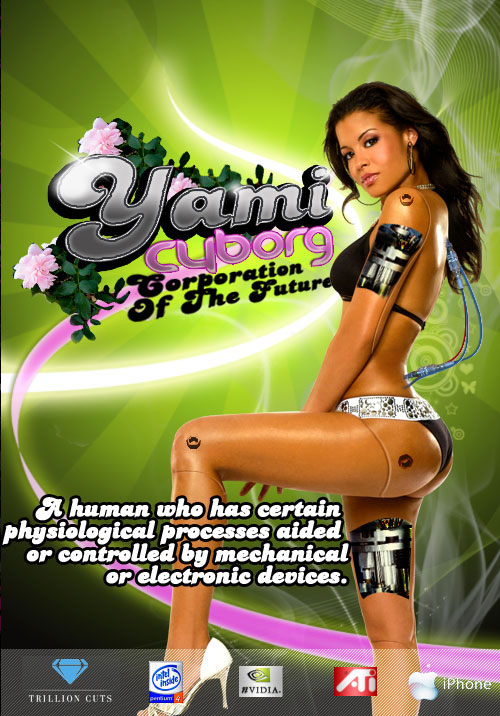 Yami
cyborg
Corporation
Of The Future
A human who has certain
physiological processes aided
or controlled by mechanical
or electronic devices.
TRILLION CUTS
intel
inside
pentium 4
NVIDIA.
ATi
iPhone